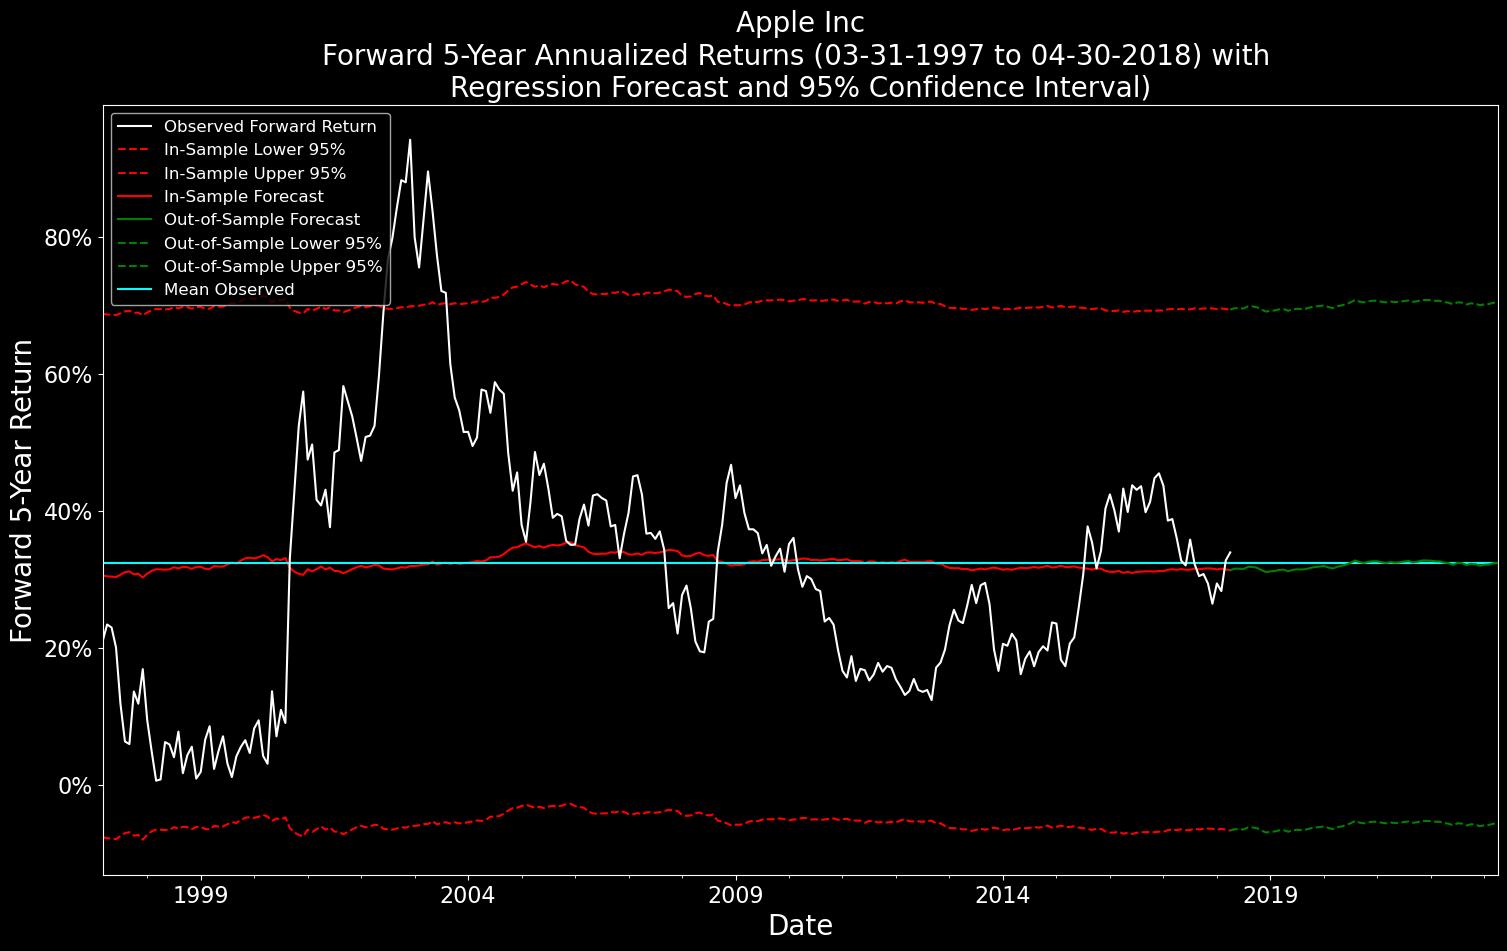 Apple Inc
Forward 5-Year Annualized Returns (03-31-1997 to 04-30-2018) with
Regression Forecast and 95% Confidence Interval)
Observed Forward Return
In-Sample Lower 95%
In-Sample Upper 95%
In-Sample Forecast
Out-of-Sample Forecast
Out-of-Sample Lower 95%
Out-of-Sample Upper 95%
Mean Observed
Forward 5-Year Return
80%
60%
40%
20%
0%
1999 2004 2009 2014 2019
Date